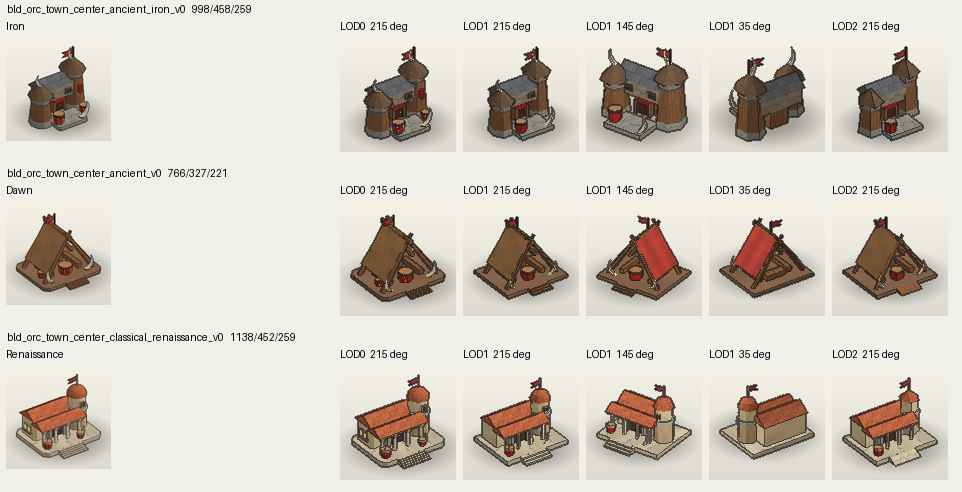 bld_orc_town_center_ancient_iron_v0 998/458/259
Iron
LOD0 215 deg
LOD1 215 deg
LOD1 145 deg
LOD1 35 deg
LOD2 215 deg
bld_orc_town_center_ancient_v0 766/327/221
Dawn
LOD0 215 deg
LOD1 215 deg
LOD1 145 deg
LOD1 35 deg
LOD2 215 deg
bld_orc_town_center_classical_renaissance_v0 1138/452/259
Renaissance
LOD0 215 deg
LOD1 215 deg
LOD1 145 deg
LOD1 35 deg
LOD2 215 deg